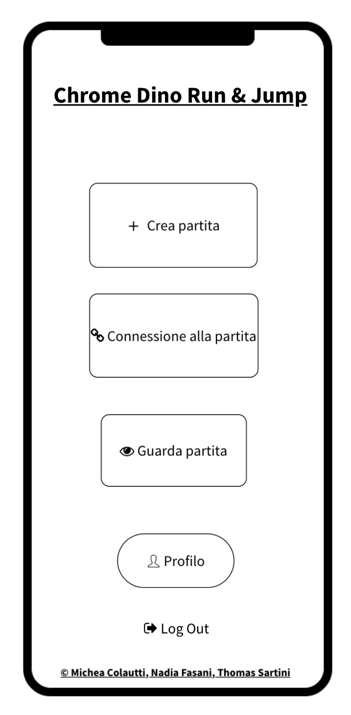 Chrome Dino Run & Jump
+ Crea partita
Connessione alla partita
Guarda partita
Profilo
Log Out
© Michea Colautti, Nadia Fasani, Thomas Sartini